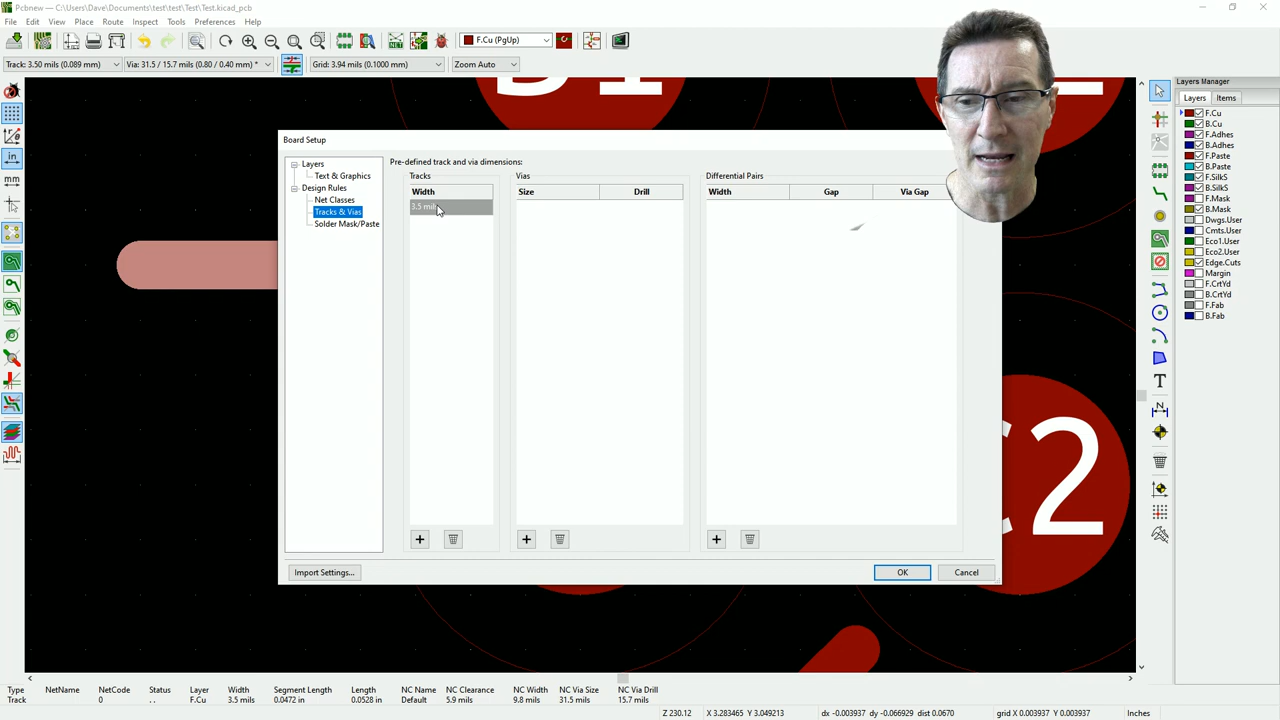 Pcbnew — C:\Users\Dave\Documents\test\test\Test\Test.kicad_pcb
File Edit View Place Route Inspect Tools Preferences Help
F.Cu (PgUp)
Track: 3.50 mils (0.089 mm) Via: 31.5 / 15.7 mils (0.80 / 0.40 mm) * Grid: 3.94 mils (0.1000 mm) Zoom Auto
Layers Manager
Layers Items
F.Cu
B.Cu
F.Adhes
B.Adhes
F.Paste
B.Paste
F.SilkS
B.SilkS
F.Mask
B.Mask
Dwgs.User
Cmts.User
Eco1.User
Eco2.User
Edge.Cuts
Margin
F.CrtYd
B.CrtYd
F.Fab
B.Fab
in
mm
Board Setup
Layers
Text & Graphics
Design Rules
Net Classes
Tracks & Vias
Solder Mask/Paste
Pre-defined track and via dimensions:
Tracks Vias Differential Pairs
Width Size Drill Width Gap Via Gap
3.5 mils
Import Settings... OK Cancel
Type NetName NetCode Status Layer Width Segment Length Length NC Name NC Clearance NC Width NC Via Size NC Via Drill
Track 0 .. F.Cu 3.5 mils 0.0472 in 0.0528 in Default 5.9 mils 9.8 mils 31.5 mils 15.7 mils
Z 230.12 X 3.283465 Y 3.049213 dx -0.003937 dy -0.066929 dist 0.0670 grid X 0.003937 Y 0.003937 Inches